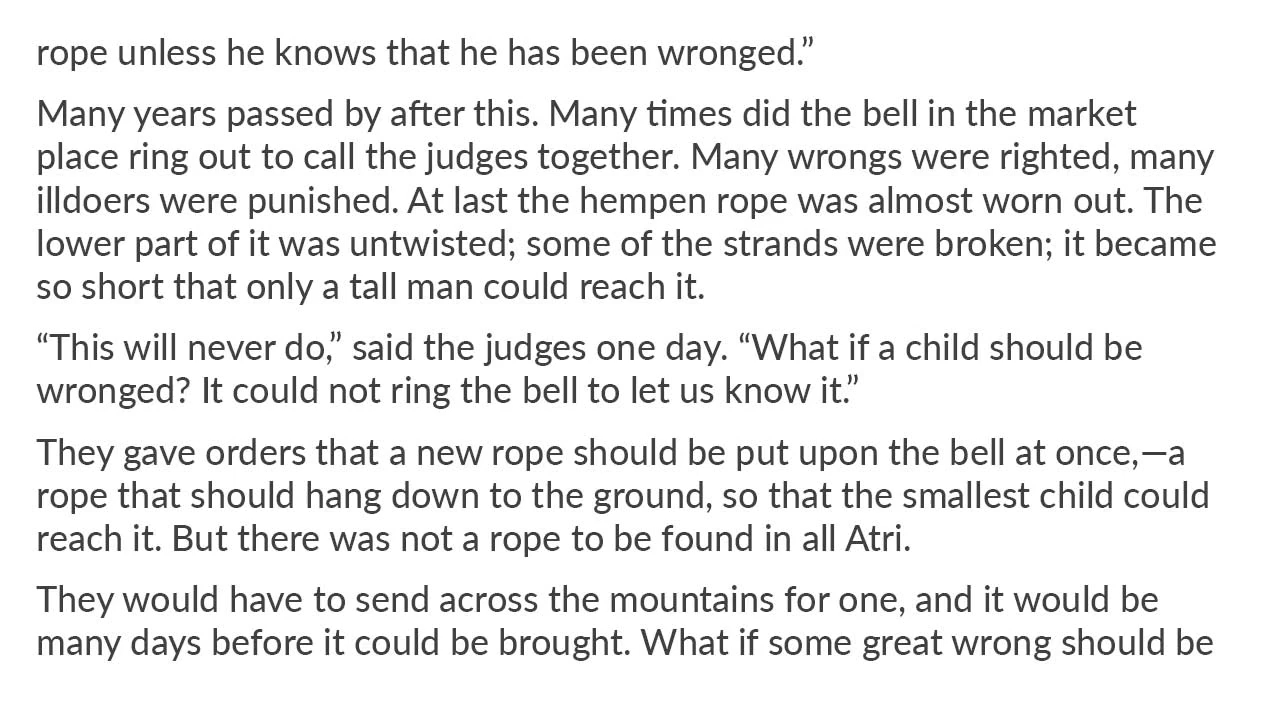 rope unless he knows that he has been wronged.”
Many years passed by after this. Many times did the bell in the market
place ring out to call the judges together. Many wrongs were righted, many
illdoers were punished. At last the hempen rope was almost worn out. The
lower part of it was untwisted; some of the strands were broken; it became
so short that only a tall man could reach it.
“This will never do,” said the judges one day. “What if a child should be
wronged? It could not ring the bell to let us know it.”
They gave orders that a new rope should be put upon the bell at once,—a
rope that should hang down to the ground, so that the smallest child could
reach it. But there was not a rope to be found in all Atri.
They would have to send across the mountains for one, and it would be
many days before it could be brought. What if some great wrong should be